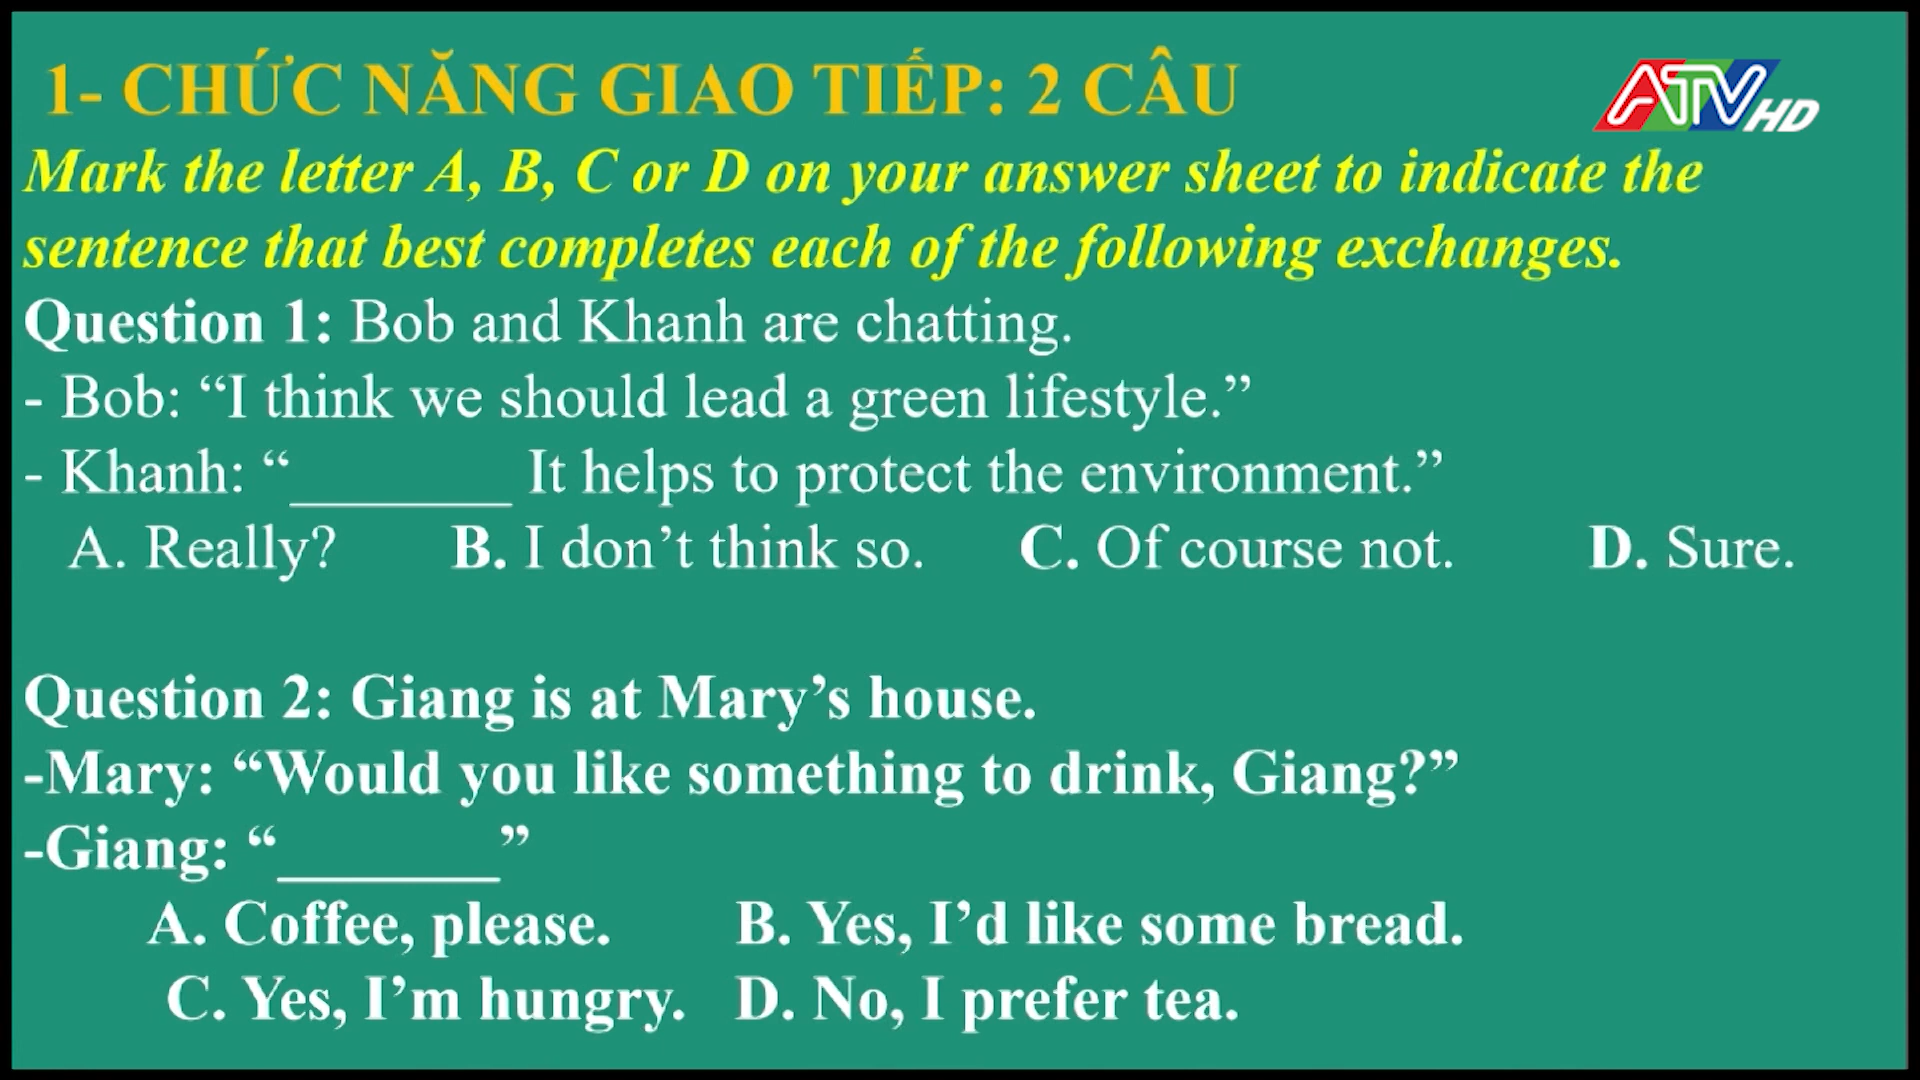 1- CHỨC NĂNG GIAO TIẾP: 2 CÂU
ATVHD
Mark the letter A, B, C or D on your answer sheet to indicate the
sentence that best completes each of the following exchanges.
Question 1: Bob and Khanh are chatting.
- Bob: “I think we should lead a green lifestyle.”
- Khanh: “_______ It helps to protect the environment.”
A. Really? B. I don’t think so. C. Of course not. D. Sure.
Question 2: Giang is at Mary’s house.
-Mary: “Would you like something to drink, Giang?”
-Giang: “_______”
A. Coffee, please. B. Yes, I’d like some bread.
C. Yes, I’m hungry. D. No, I prefer tea.